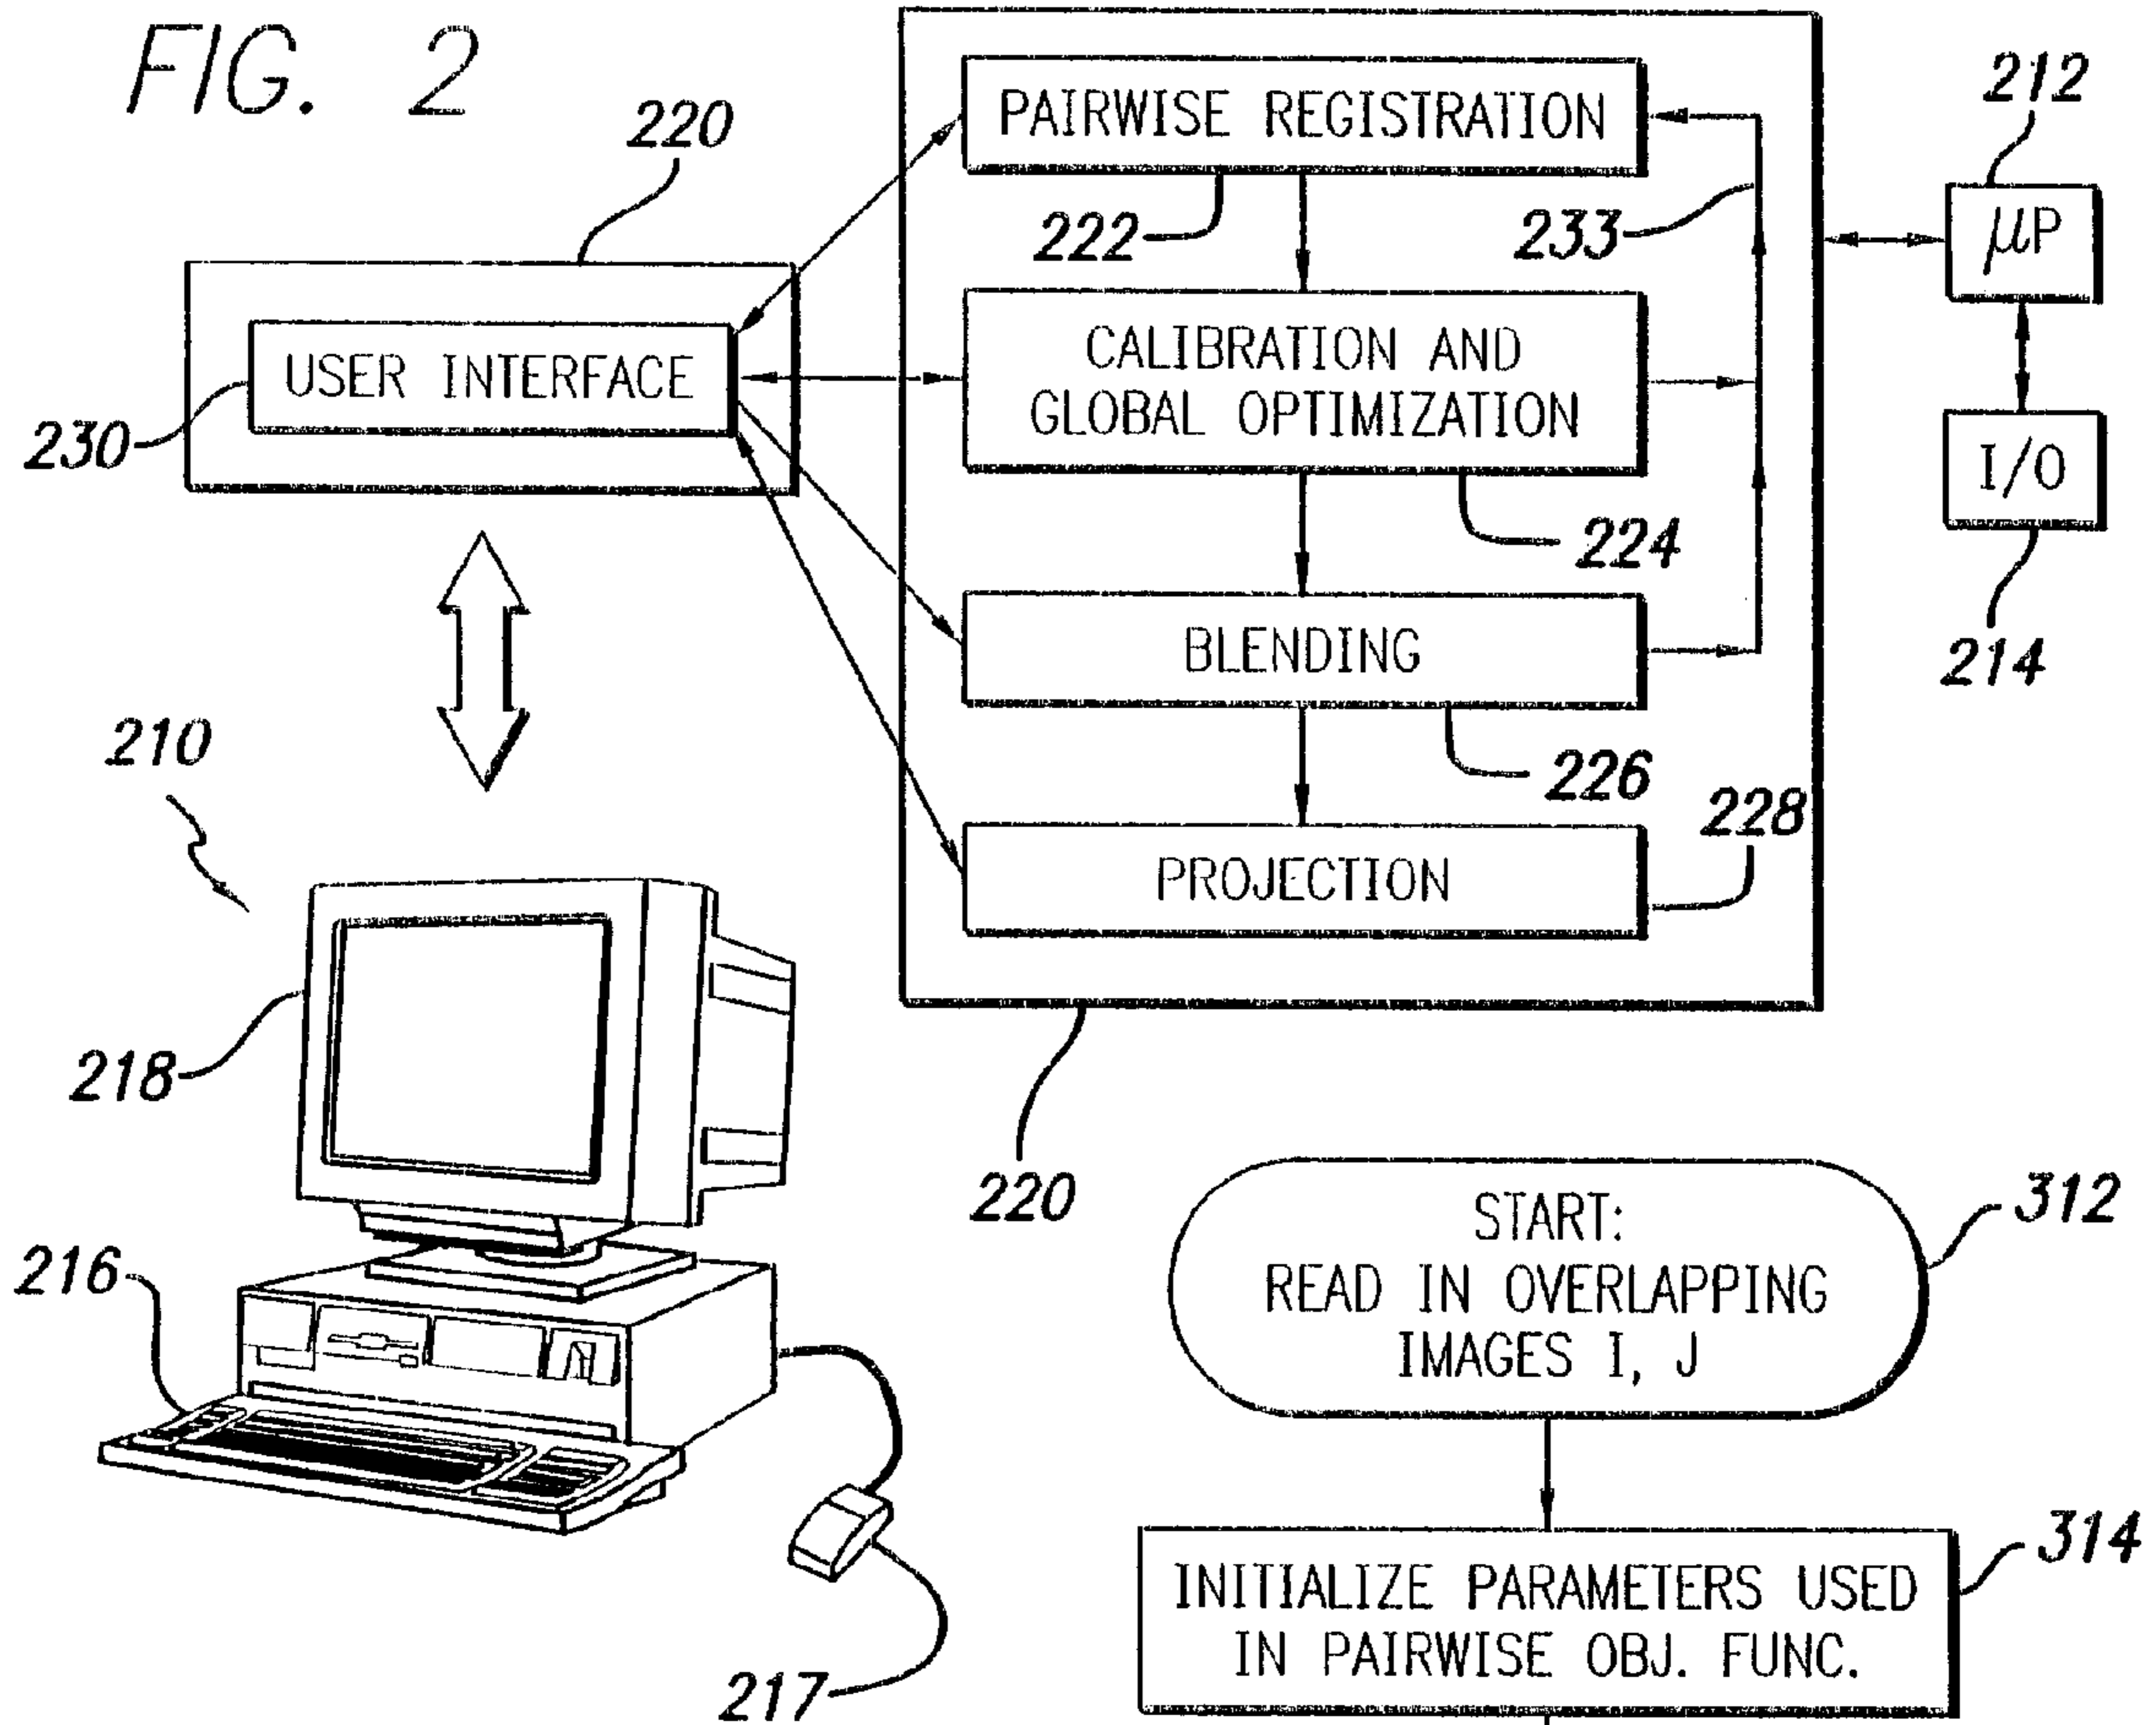 FIG. 2
220
PAIRWISE REGISTRATION
212
222
233
μP
USER INTERFACE
CALIBRATION AND
GLOBAL OPTIMIZATION
230
I/O
224
BLENDING
214
210
226
228
PROJECTION
218
220
START:
READ IN OVERLAPPING
IMAGES I, J
312
216
INITIALIZE PARAMETERS USED
IN PAIRWISE OBJ. FUNC.
314
217